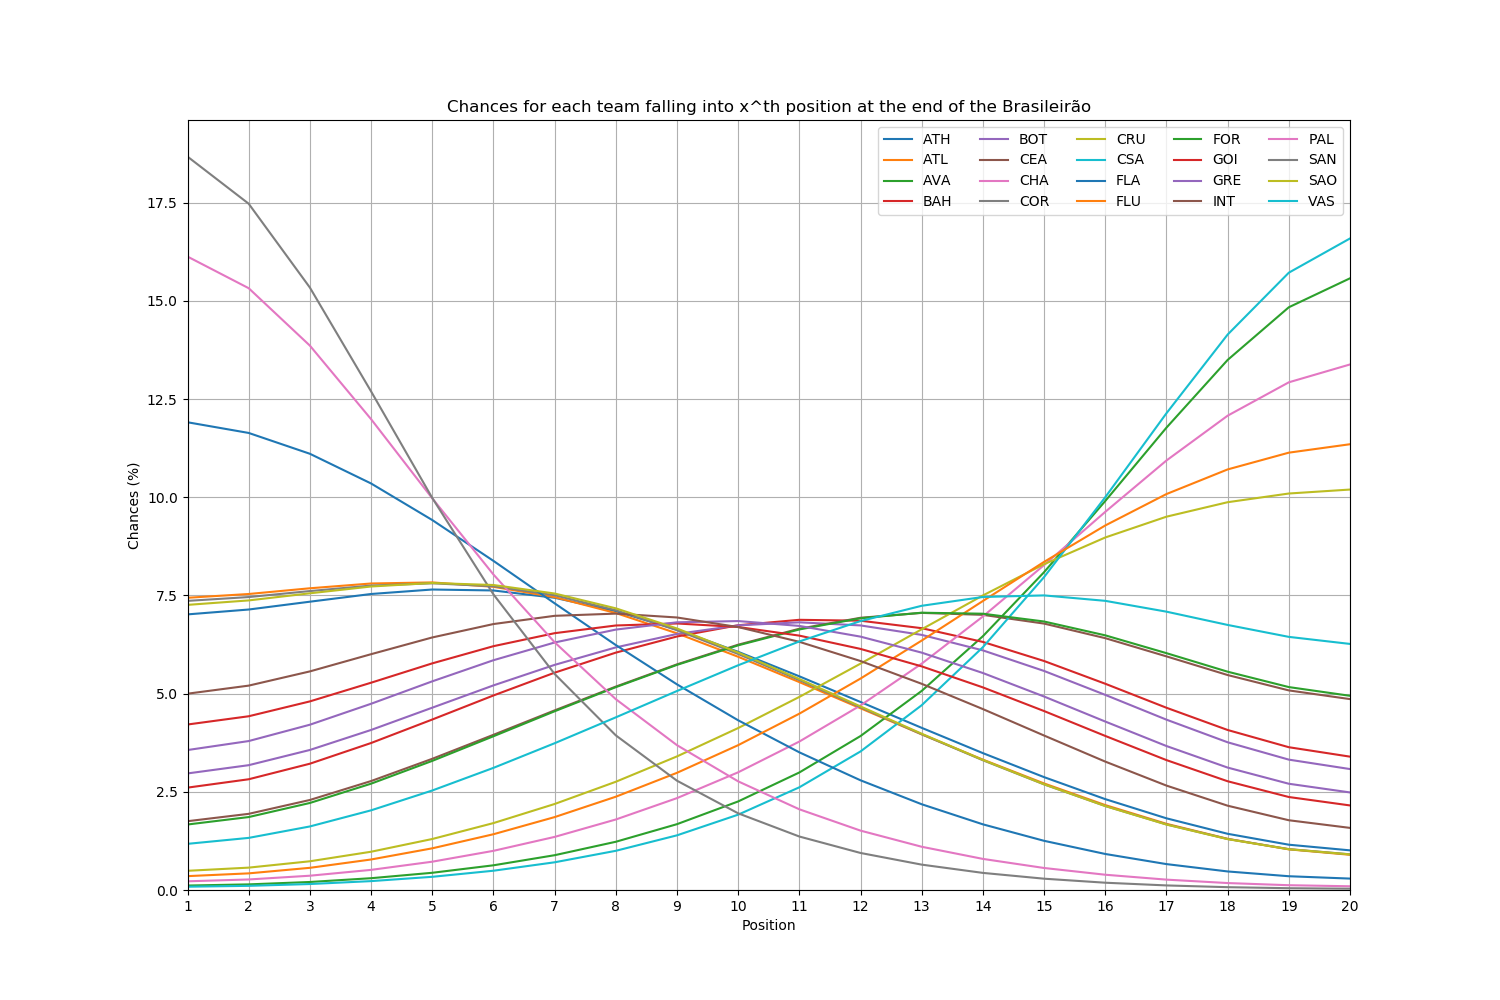 Chances for each team falling into x^th position at the end of the Brasileirão
ATH BOT CRU FOR PAL
ATL CEA CSA GOI SAN
AVA CHA FLA GRE SAO
BAH COR FLU INT VAS
17.5
15.0
12.5
10.0
7.5
5.0
2.5
0.0
Chances (%)
1 2 3 4 5 6 7 8 9 10 11 12 13 14 15 16 17 18 19 20
Position